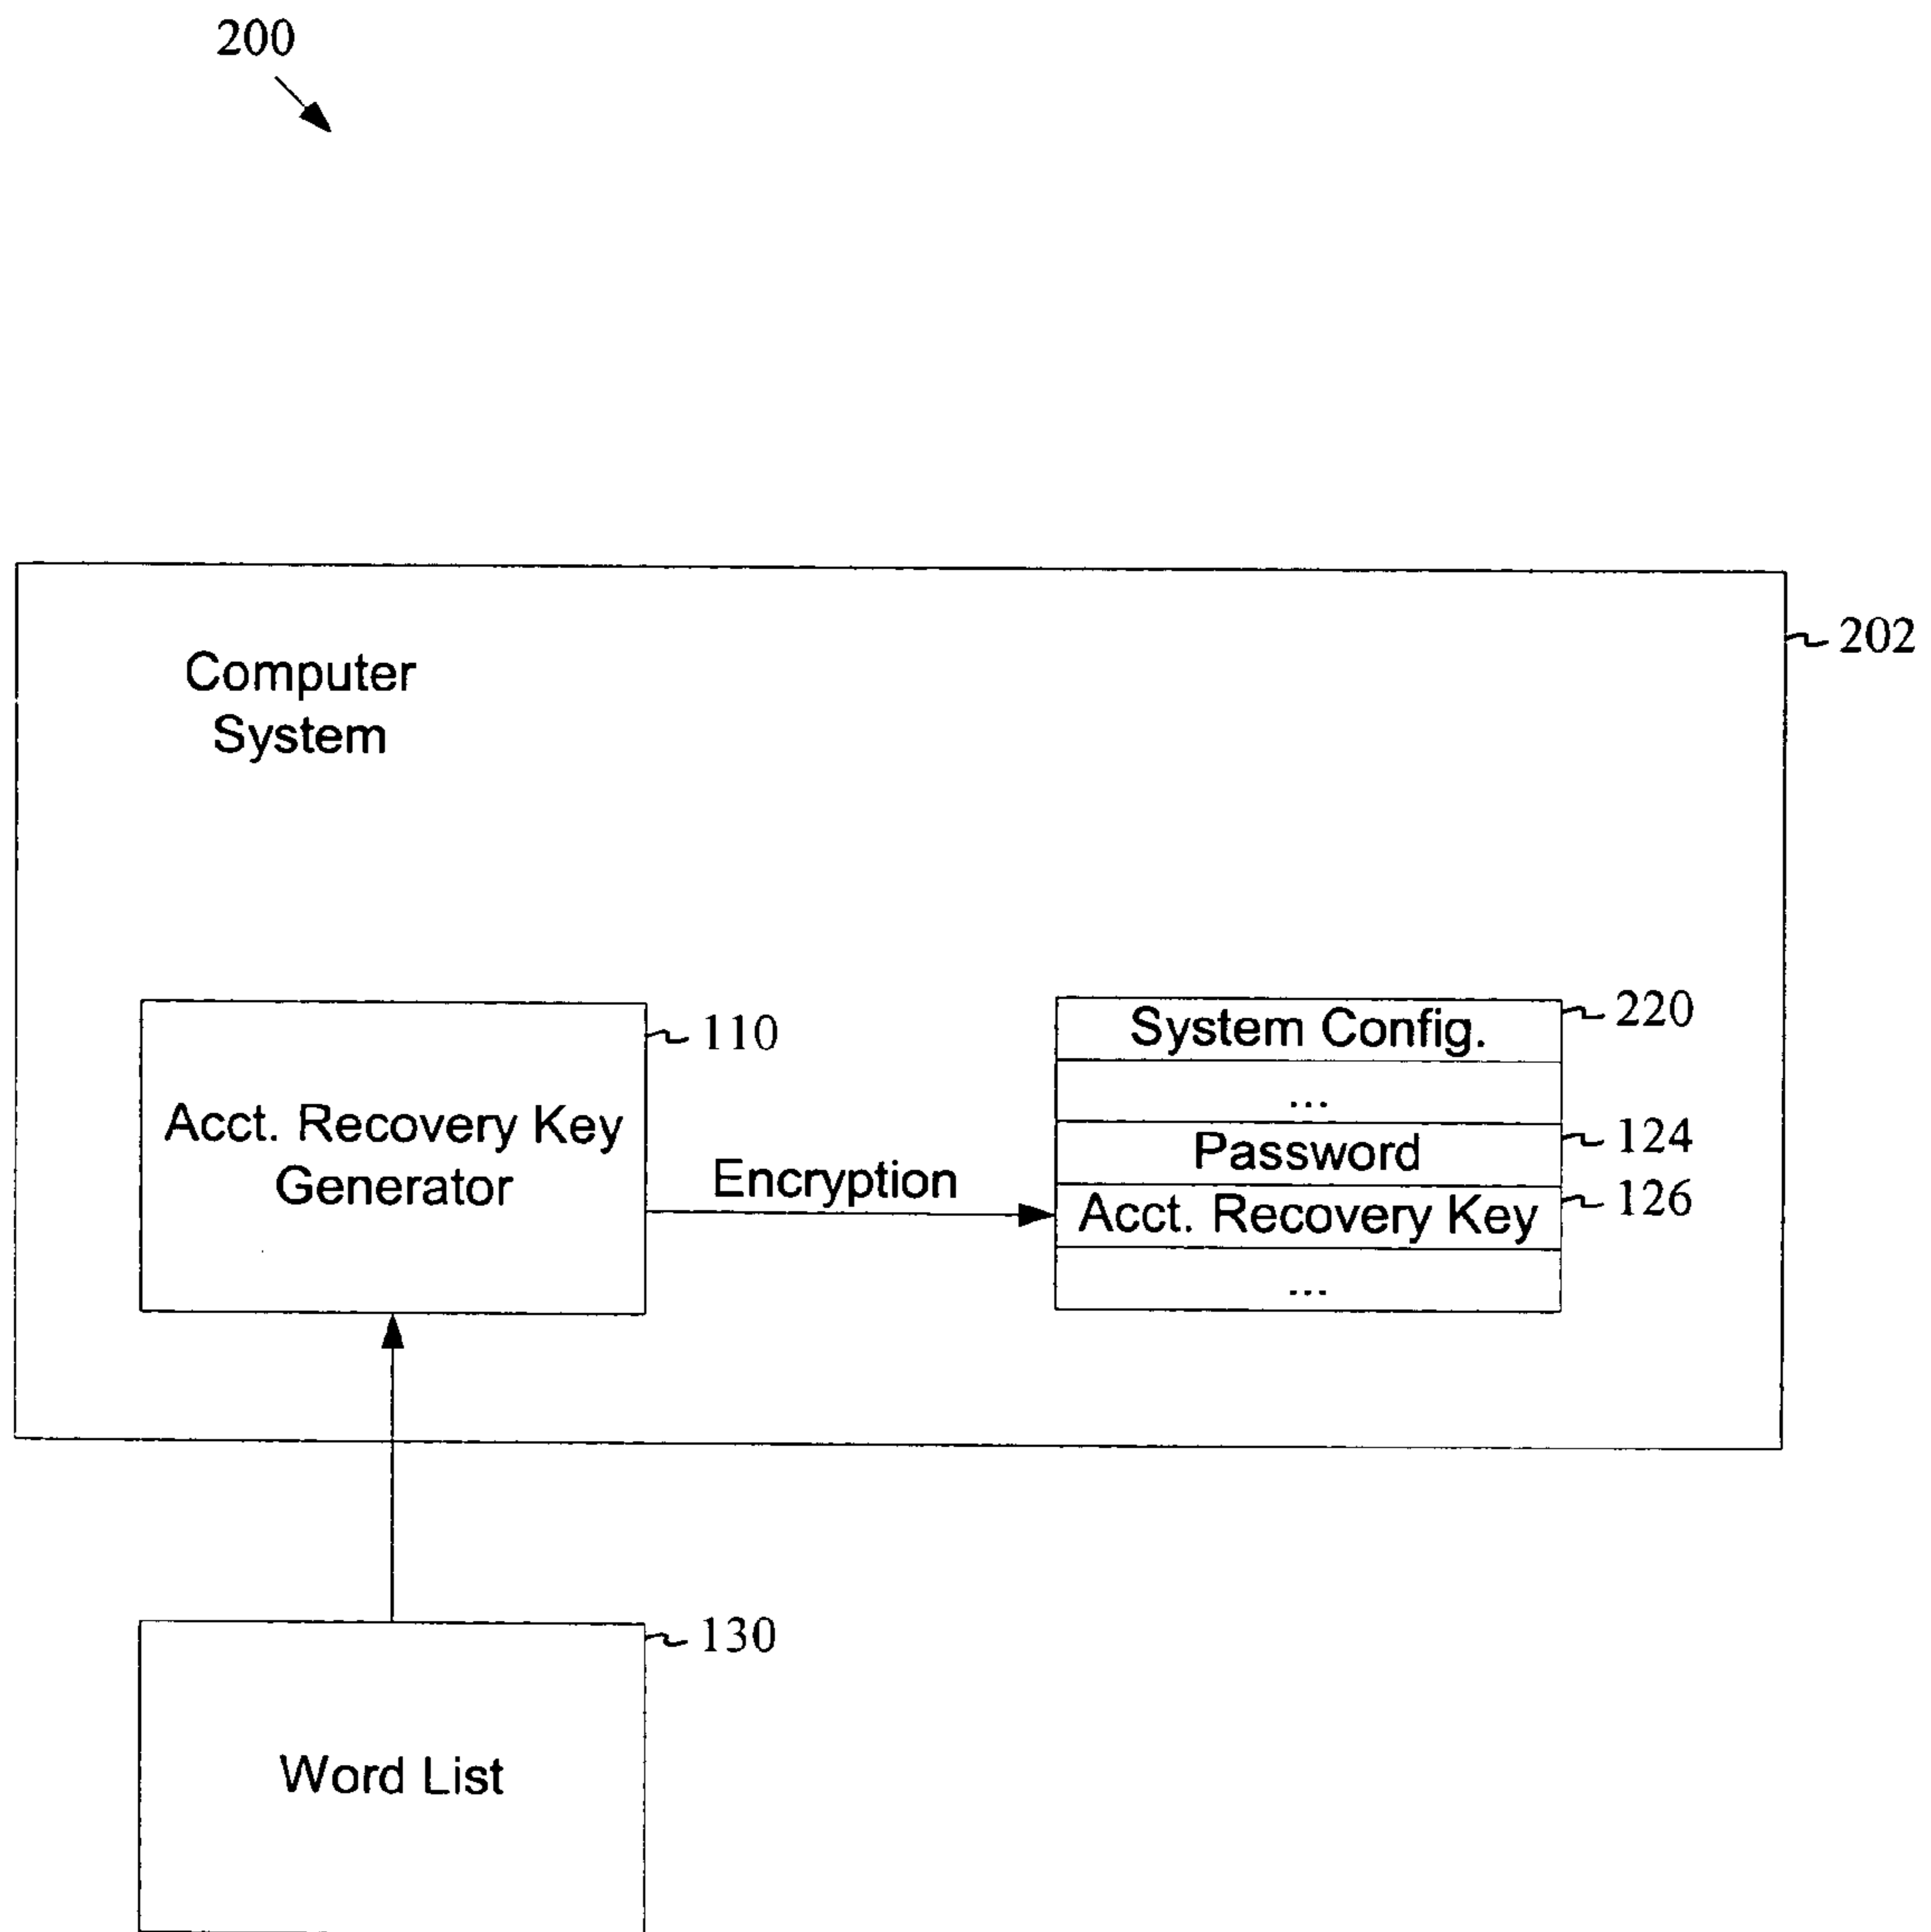 200
202
Computer
System
110
Acct. Recovery Key
Generator
Encryption
System Config.
220
...
Password
124
Acct. Recovery Key
126
...
130
Word List